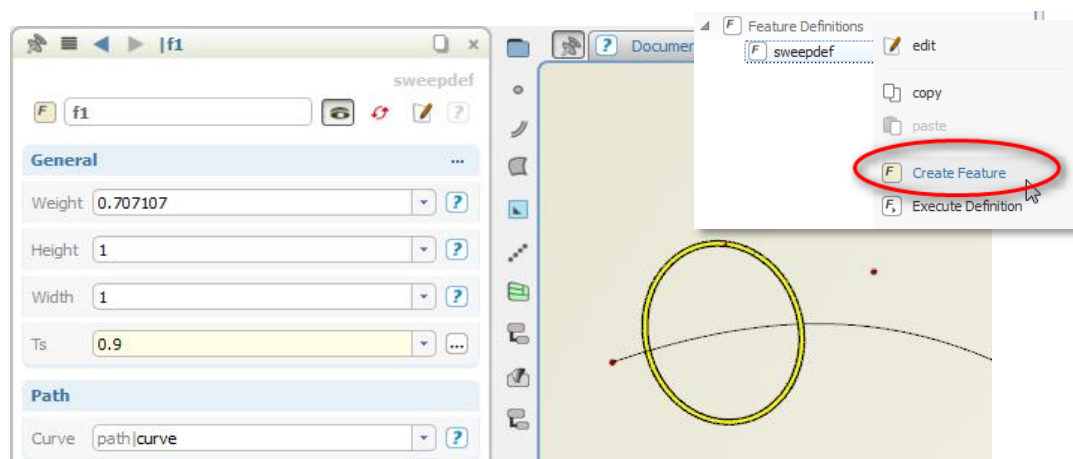 |f1
sweepdef
F f1
General ...
Weight 0.707107 ?
Height 1 ?
Width 1 ?
Ts 0.9 ...
Path
Curve path|curve ?
? Documen
F Feature Definitions
F sweepdef
edit
copy
paste
F Create Feature
F Execute Definition